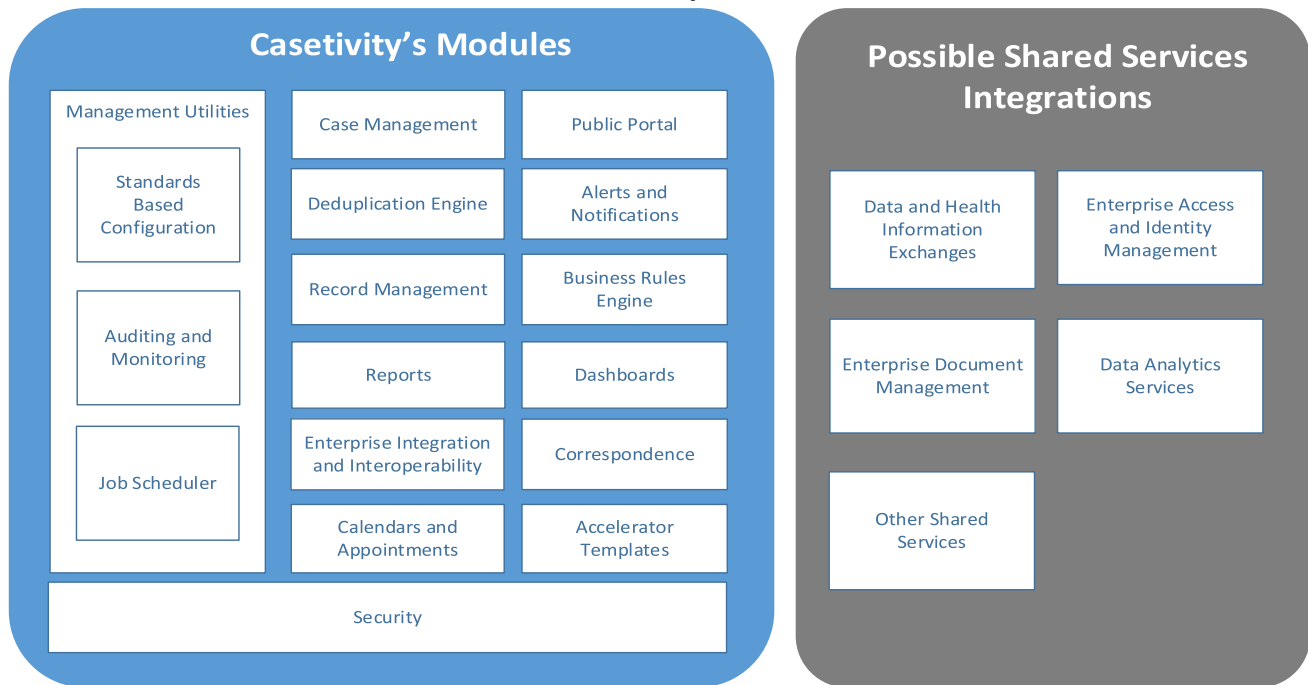 Casetivity's Modules
Management Utilities
Standards
Based
Configuration
Auditing and
Monitoring
Job Scheduler
Case Management
Public Portal
Deduplication Engine
Alerts and
Notifications
Record Management
Business Rules
Engine
Reports
Dashboards
Enterprise Integration
and Interoperability
Correspondence
Calendars and
Appointments
Accelerator
Templates
Security
Possible Shared Services
Integrations
Data and Health
Information
Exchanges
Enterprise Access
and Identity
Management
Enterprise Document
Management
Data Analytics
Services
Other Shared
Services